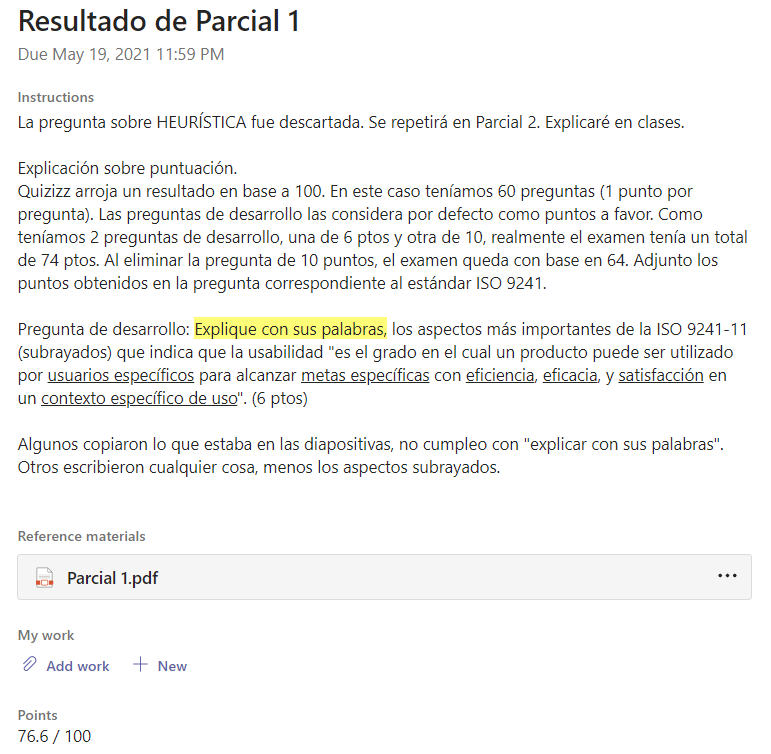 Resultado de Parcial 1
Due May 19, 2021 11:59 PM
Instructions
La pregunta sobre HEURÍSTICA fue descartada. Se repetirá en Parcial 2. Explicaré en clases.
Explicación sobre puntuación.
Quizizz arroja un resultado en base a 100. En este caso teníamos 60 preguntas (1 punto por
pregunta). Las preguntas de desarrollo las considera por defecto como puntos a favor. Como
teníamos 2 preguntas de desarrollo, una de 6 ptos y otra de 10, realmente el examen tenía un total
de 74 ptos. Al eliminar la pregunta de 10 puntos, el examen queda con base en 64. Adjunto los
puntos obtenidos en la pregunta correspondiente al estándar ISO 9241.
Pregunta de desarrollo: Explique con sus palabras, los aspectos más importantes de la ISO 9241-11
(subrayados) que indica que la usabilidad "es el grado en el cual un producto puede ser utilizado
por usuarios específicos para alcanzar metas específicas con eficiencia, eficacia, y satisfacción en
un contexto específico de uso". (6 ptos)
Algunos copiaron lo que estaba en las diapositivas, no cumpleo con "explicar con sus palabras".
Otros escribieron cualquier cosa, menos los aspectos subrayados.
Reference materials
Parcial 1.pdf
My work
Add work New
Points
76.6 / 100